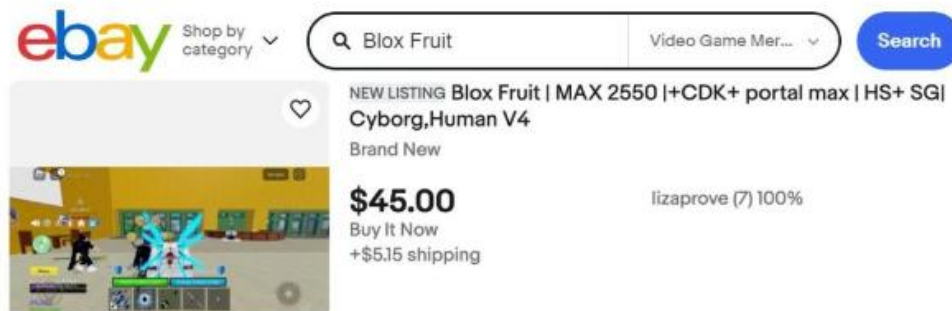 ebay
Shop by
category
Blox Fruit
Video Game Mer...
Search
NEW LISTING Blox Fruit | MAX 2550 |+CDK+ portal max | HS+ SG|
Cyborg,Human V4
Brand New
$45.00
lizaprove (7) 100%
Buy It Now
+$5.15 shipping